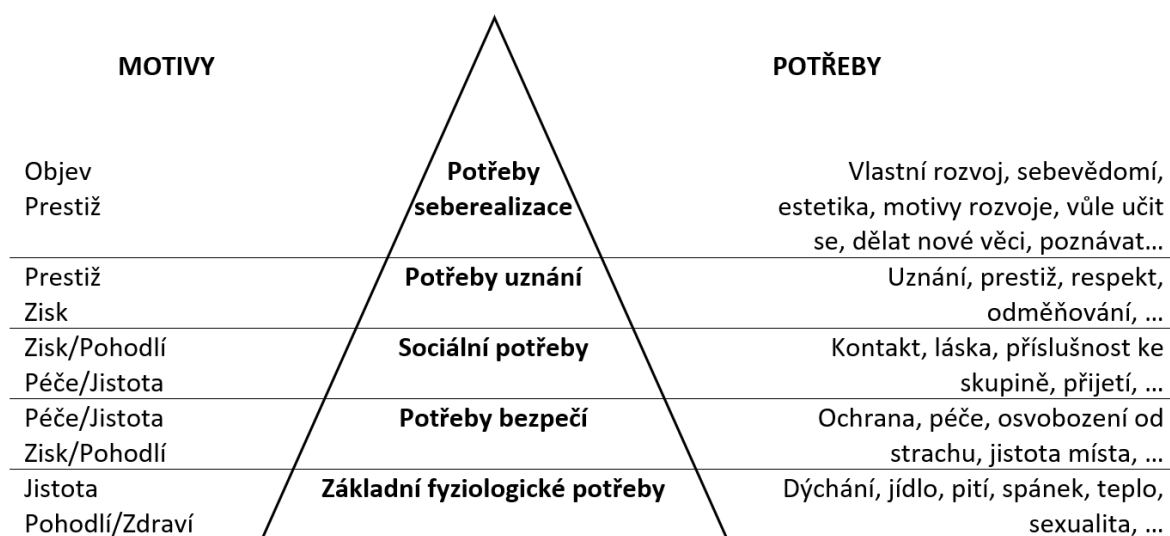 MOTIVY POTŘEBY
Objev Potřeby Vlastní rozvoj, sebevědomí,
Prestiž seberealizace estetika, motivy rozvoje, vůle učit
se, dělat nové věci, poznávat…
Prestiž Potřeby uznání Uznání, prestiž, respekt,
Zisk odměňování, …
Zisk/Pohodlí Sociální potřeby Kontakt, láska, příslušnost ke
Péče/Jistota skupině, přijetí, …
Péče/Jistota Potřeby bezpečí Ochrana, péče, osvobození od
Zisk/Pohodlí strachu, jistota místa, …
Jistota Základní fyziologické potřeby Dýchání, jídlo, pití, spánek, teplo,
Pohodlí/Zdraví sexualita, …